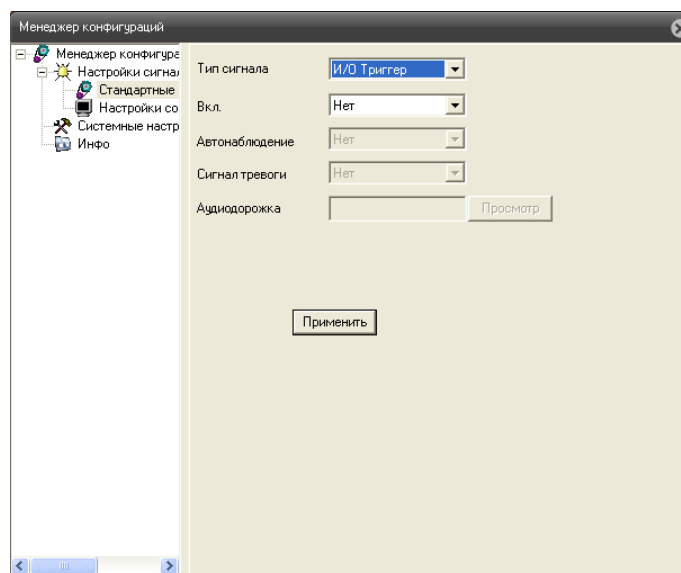 Менеджер конфигураций
Менеджер конфигура
Настройки сигнал
Стандартные
Настройки со
Системные настр
Инфо
Тип сигнала
И/О Триггер
Вкл.
Нет
Автонаблюдение
Нет
Сигнал тревоги
Нет
Аудиодорожка
Просмотр
Применить